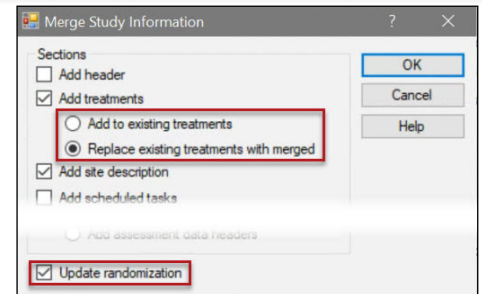 Merge Study Information
Sections
Add header
Add treatments
Add to existing treatments
Replace existing treatments with merged
Add site description
Add scheduled tasks
Add assessment data headers
Update randomization
OK
Cancel
Help